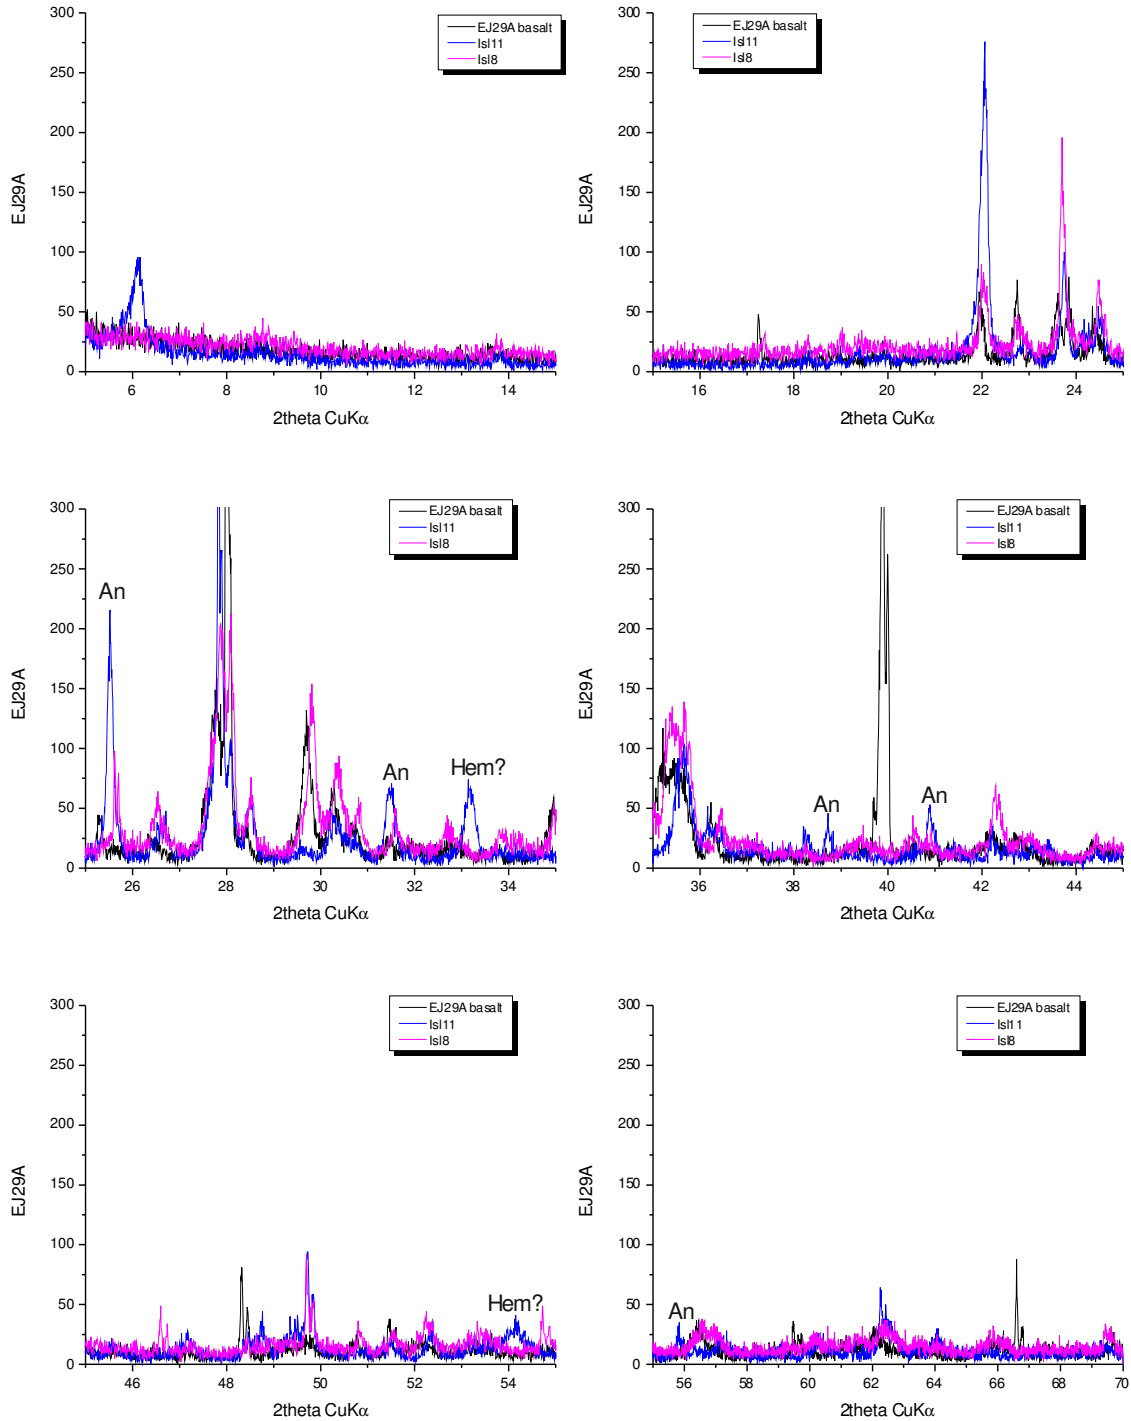 300
250
200
150
100
50
0
EJ29A
EJ29A basalt
Isl11
Isl8
6 8 10 12 14
2theta CuKα
300
250
200
150
100
50
0
EJ29A
EJ29A basalt
Isl11
Isl8
16 18 20 22 24
2theta CuKα
300
250
200
150
100
50
0
EJ29A
EJ29A basalt
Isl11
Isl8
An
An
Hem?
26 28 30 32 34
2theta CuKα
300
250
200
150
100
50
0
EJ29A
EJ29A basalt
Isl11
Isl8
An
An
36 38 40 42 44
2theta CuKα
300
250
200
150
100
50
0
EJ29A
EJ29A basalt
Isl11
Isl8
Hem?
46 48 50 52 54
2theta CuKα
300
250
200
150
100
50
0
EJ29A
EJ29A basalt
Isl11
Isl8
An
56 58 60 62 64 66 68 70
2theta CuKα